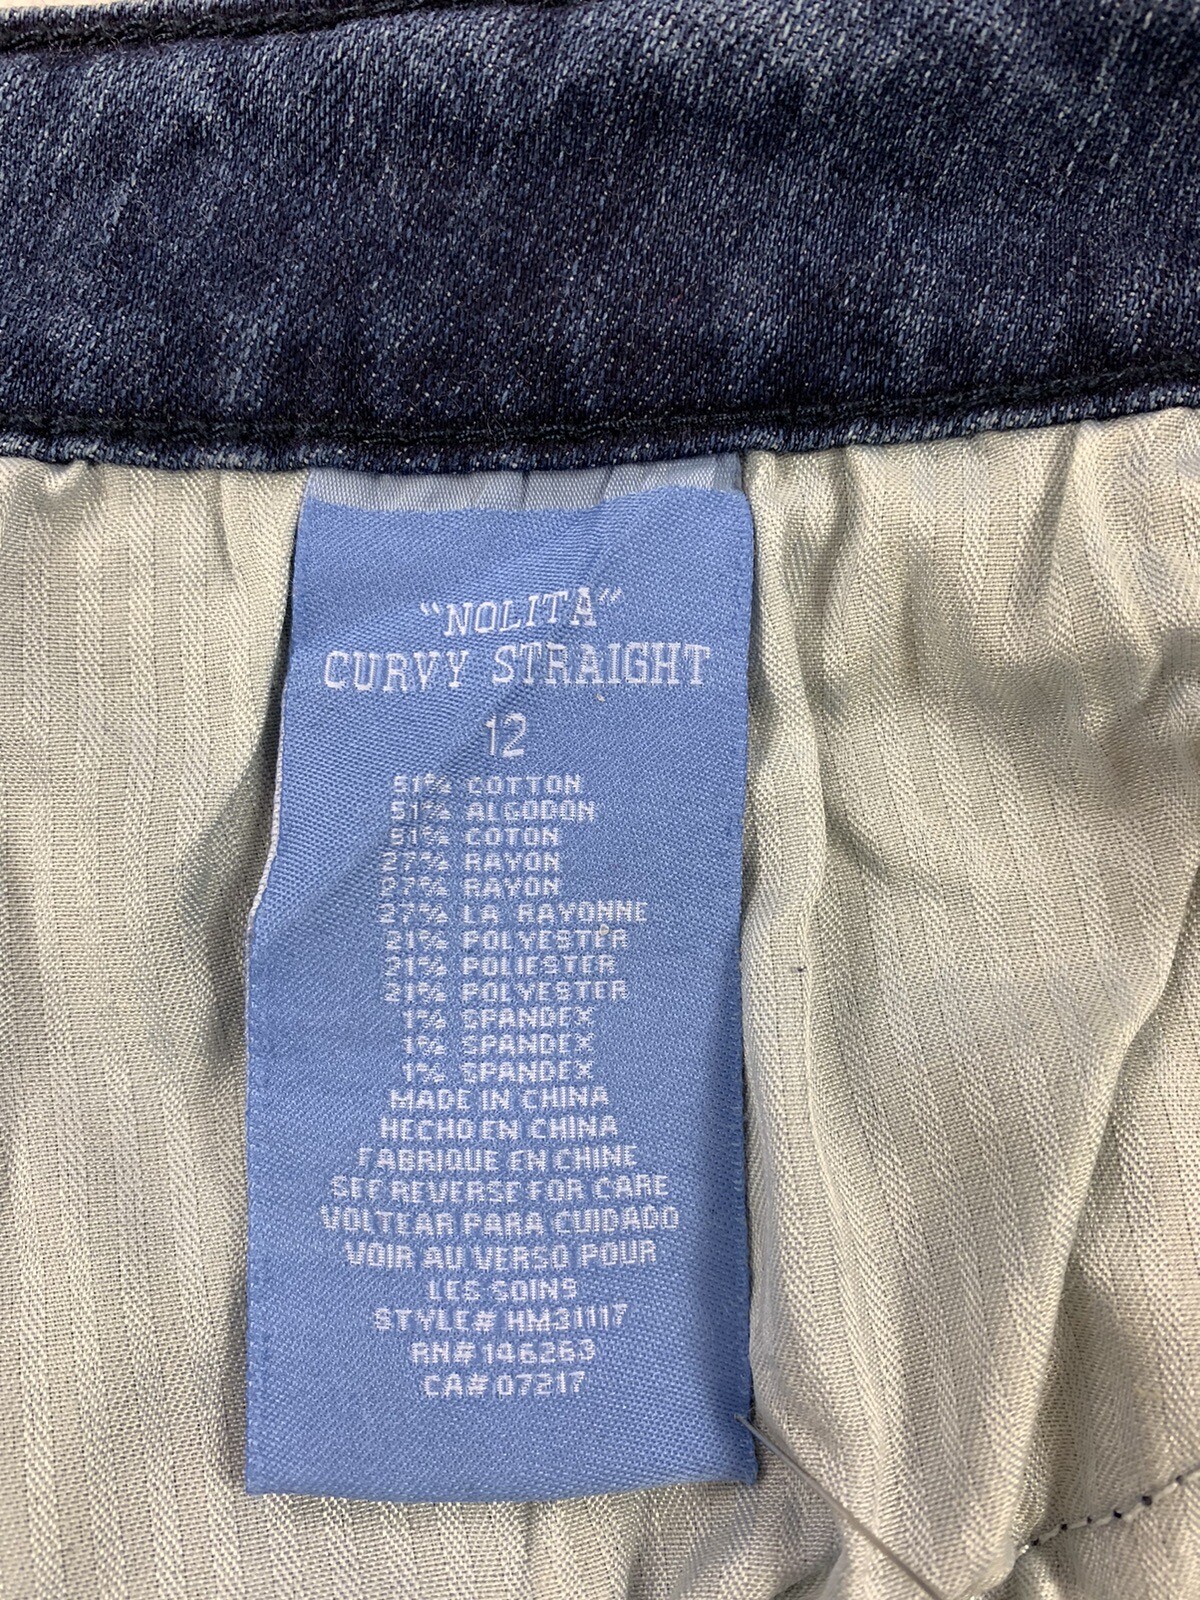 "NOLITA"
CURVY STRAIGHT
12
51% COTTON
51% ALGODON
51% COTON
27% RAYON
27% RAYON
27% LA RAYONNE
21% POLYESTER
21% POLIESTER
21% POLYESTER
1% SPANDEX
1% SPANDEX
1% SPANDEX
MADE IN CHINA
HECHO EN CHINA
FABRIQUE EN CHINE
SEE REVERSE FOR CARE
VOLTEAR PARA CUIDADO
VOIR AU VERSO POUR
LES SOINS
STYLE# HM31117
RN# 146263
CA# 07217